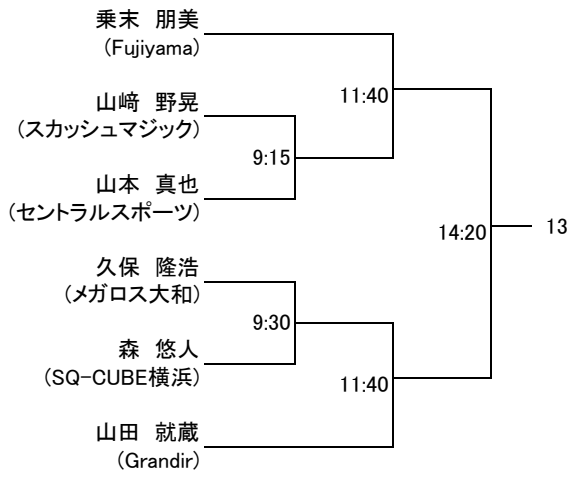 乗末　朋美
(Fujiyama)
11:40
山﨑　野晃
(スカッシュマジック)
9:15
山本　真也
(セントラルスポーツ)
14:20
13
久保　隆浩
(メガロス大和)
9:30
森　悠人
(SQ-CUBE横浜)
11:40
山田　就蔵
(Grandir)